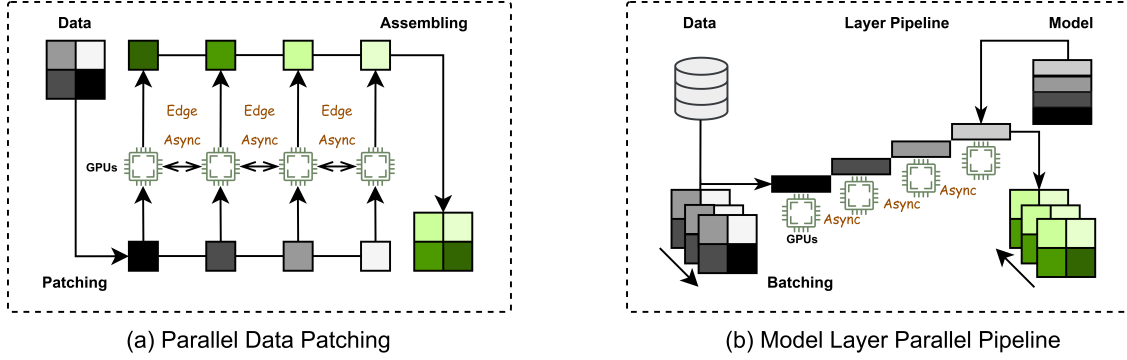 Data
Assembling
Edge
Edge
Edge
Async
Async
Async
GPUs
Patching
(a) Parallel Data Patching
Data
Layer Pipeline
Model
Async
Async
Async
GPUs
Batching
(b) Model Layer Parallel Pipeline